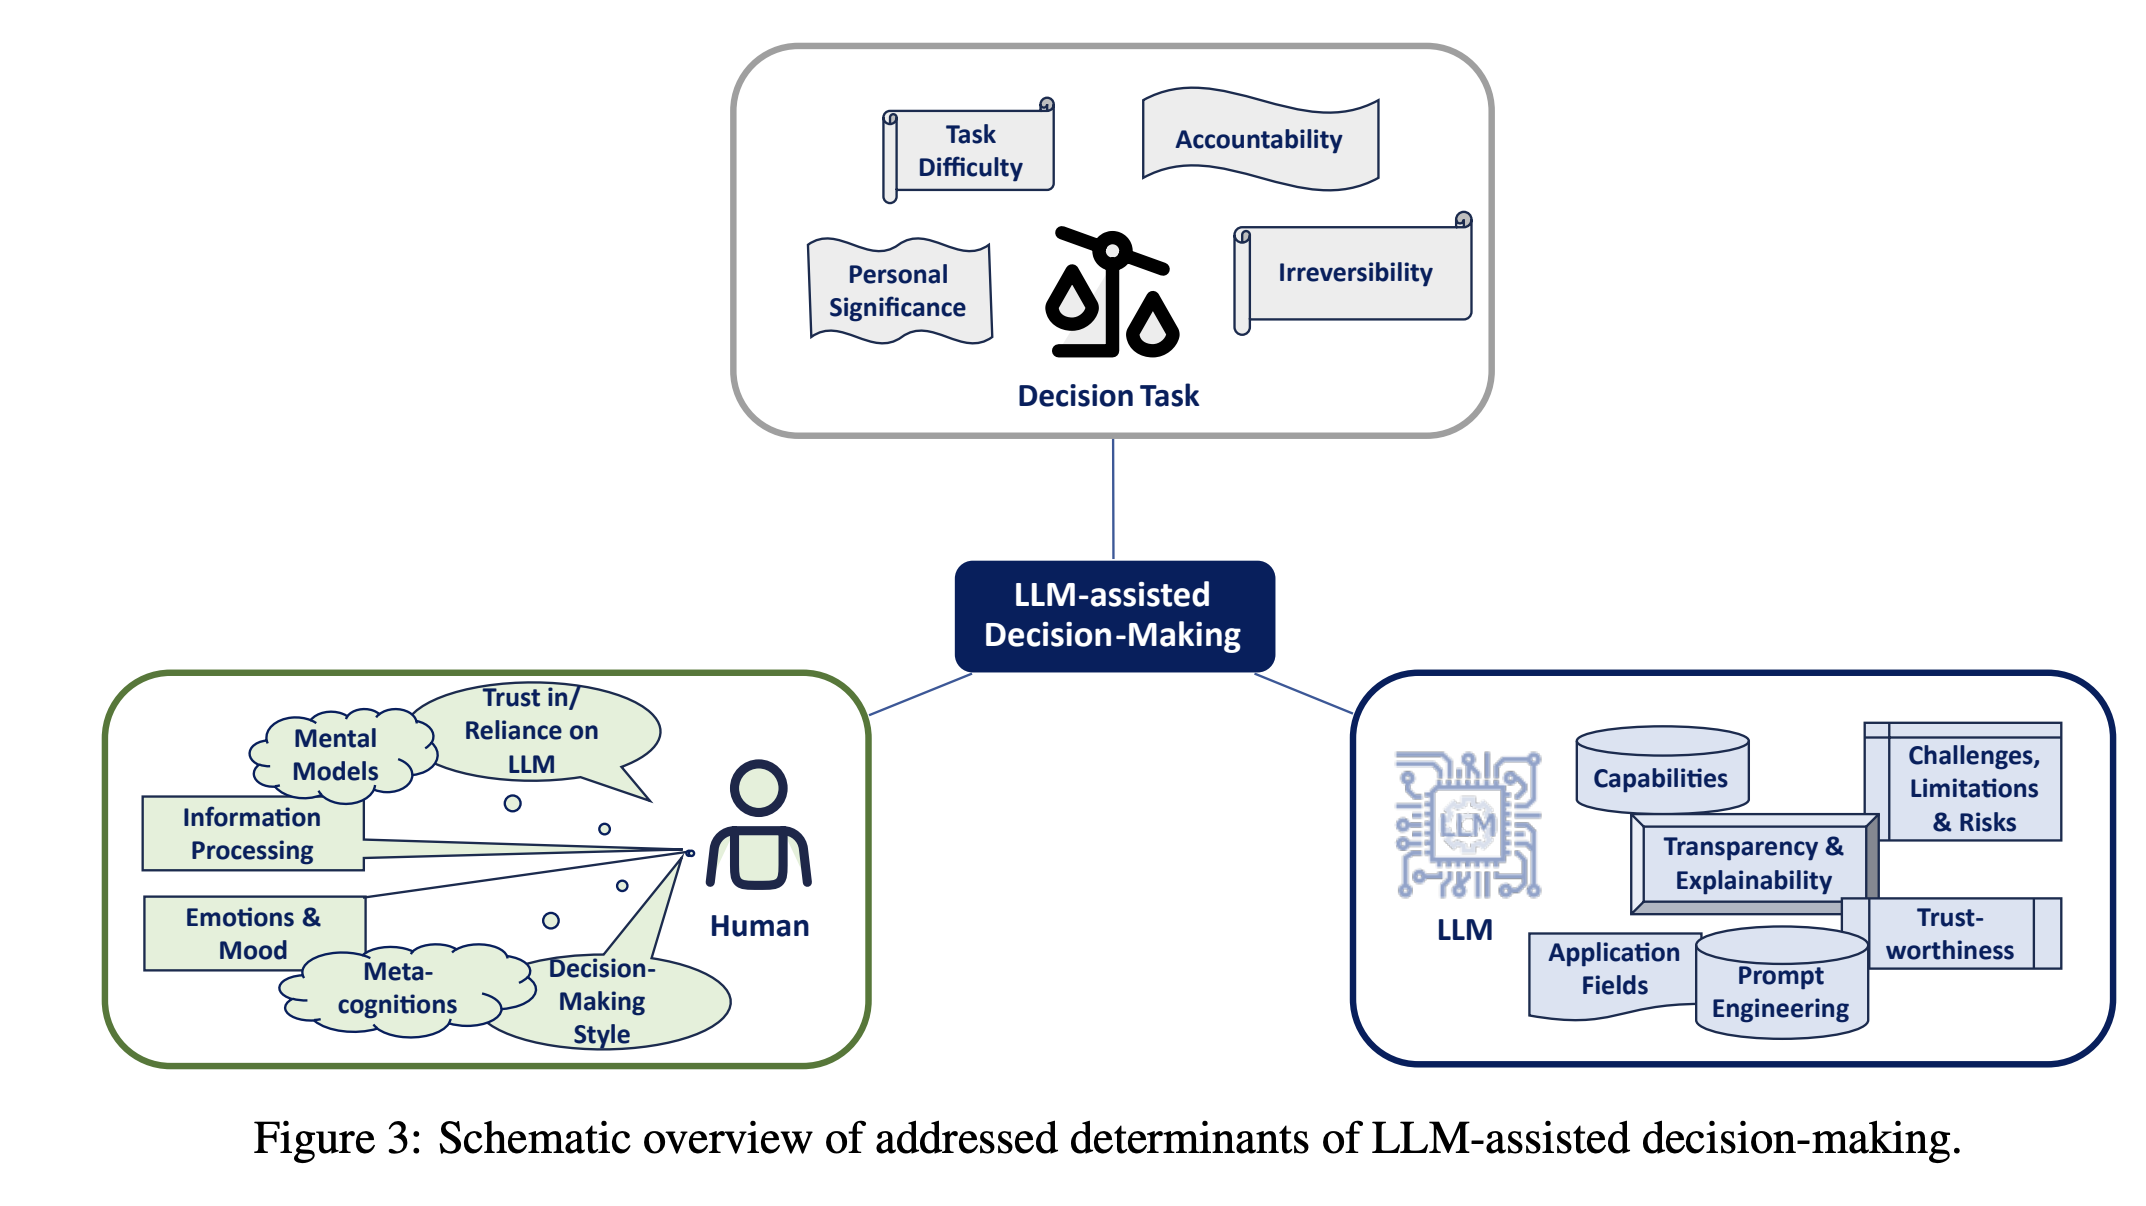 Task
Difficulty
Accountability
Personal
Significance
Irreversibility
Decision Task
LLM-assisted
Decision-Making
Trust in/
Reliance on
LLM
Mental
Models
Information
Processing
Emotions &
Mood
Meta-
cognitions
Decision-
Making
Style
Human
LLM
LLM
Capabilities
Challenges,
Limitations
& Risks
Transparency &
Explainability
Trust-
worthiness
Application
Fields
Prompt
Engineering
Figure 3: Schematic overview of addressed determinants of LLM-assisted decision-making.